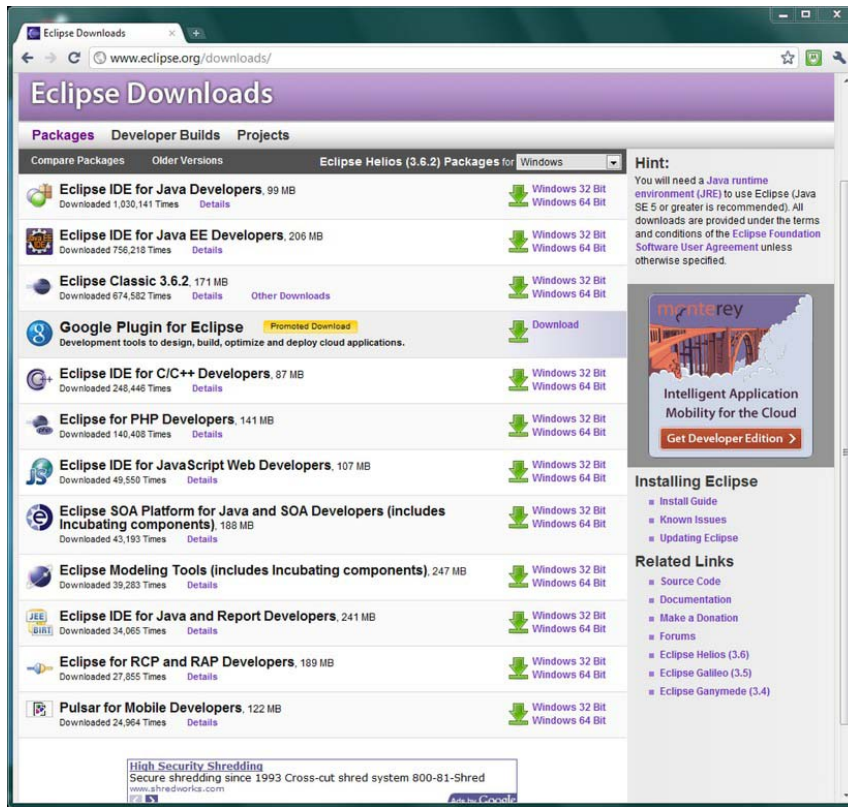 Eclipse Downloads
www.eclipse.org/downloads/
Eclipse Downloads
Packages Developer Builds Projects
Compare Packages Older Versions Eclipse Helios (3.6.2) Packages for Windows
Eclipse IDE for Java Developers, 99 MB
Downloaded 1,030,141 Times Details
Windows 32 Bit
Windows 64 Bit
Eclipse IDE for Java EE Developers, 206 MB
Downloaded 756,218 Times Details
Windows 32 Bit
Windows 64 Bit
Eclipse Classic 3.6.2, 171 MB
Downloaded 674,582 Times Details Other Downloads
Windows 32 Bit
Windows 64 Bit
Google Plugin for Eclipse Promoted Download
Development tools to design, build, optimize and deploy cloud applications.
Download
Eclipse IDE for C/C++ Developers, 87 MB
Downloaded 248,446 Times Details
Windows 32 Bit
Windows 64 Bit
Eclipse for PHP Developers, 141 MB
Downloaded 140,408 Times Details
Windows 32 Bit
Windows 64 Bit
Eclipse IDE for JavaScript Web Developers, 107 MB
Downloaded 49,550 Times Details
Windows 32 Bit
Windows 64 Bit
Eclipse SOA Platform for Java and SOA Developers (includes
Incubating components), 188 MB
Downloaded 43,193 Times Details
Windows 32 Bit
Windows 64 Bit
Eclipse Modeling Tools (includes Incubating components), 247 MB
Downloaded 39,283 Times Details
Windows 32 Bit
Windows 64 Bit
JEE
BIRT
Eclipse IDE for Java and Report Developers, 241 MB
Downloaded 34,065 Times Details
Windows 32 Bit
Windows 64 Bit
Eclipse for RCP and RAP Developers, 189 MB
Downloaded 27,855 Times Details
Windows 32 Bit
Windows 64 Bit
Pulsar for Mobile Developers, 122 MB
Downloaded 24,964 Times Details
Windows 32 Bit
Windows 64 Bit
High Security Shredding
Secure shredding since 1993 Cross-cut shred system 800-81-Shred
www.shredworks.com
Ads by Google
Hint:
You will need a Java runtime
environment (JRE) to use Eclipse (Java
SE 5 or greater is recommended). All
downloads are provided under the terms
and conditions of the Eclipse Foundation
Software User Agreement unless
otherwise specified.
monterey
Intelligent Application
Mobility for the Cloud
Get Developer Edition >
Installing Eclipse
Install Guide
Known Issues
Updating Eclipse
Related Links
Source Code
Documentation
Make a Donation
Forums
Eclipse Helios (3.6)
Eclipse Galileo (3.5)
Eclipse Ganymede (3.4)